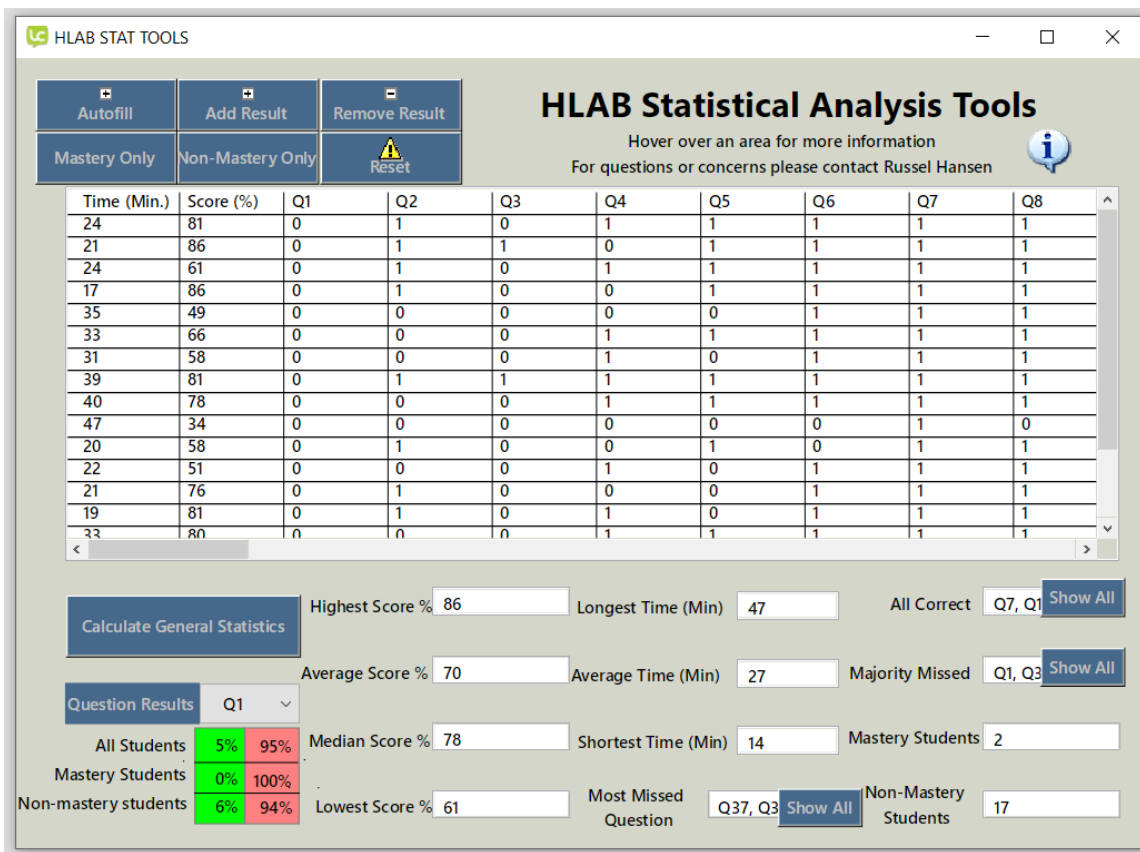 HLAB STAT TOOLS
Autofill Add Result Remove Result
Mastery Only Non-Mastery Only Reset
HLAB Statistical Analysis Tools
Hover over an area for more information
For questions or concerns please contact Russel Hansen
Time (Min.) Score (%) Q1 Q2 Q3 Q4 Q5 Q6 Q7 Q8
24 81 0 1 0 1 1 1 1 1
21 86 0 1 1 0 1 1 1 1
24 61 0 1 0 1 1 1 1 1
17 86 0 1 0 0 1 1 1 1
35 49 0 0 0 0 0 1 1 1
33 66 0 0 0 1 1 1 1 1
31 58 0 0 0 1 0 1 1 1
39 81 0 1 1 1 1 1 1 1
40 78 0 0 0 1 1 1 1 1
47 34 0 0 0 0 0 0 1 0
20 58 0 1 0 0 1 0 1 1
22 51 0 0 0 1 0 1 1 1
21 76 0 1 0 0 0 1 1 1
19 81 0 1 0 1 0 1 1 1
33 80 0 0 0 1 1 1 1 1
Calculate General Statistics
Question Results Q1
All Students 5% 95%
Mastery Students 0% 100%
Non-mastery students 6% 94%
Highest Score % 86
Average Score % 70
Median Score % 78
Lowest Score % 61
Longest Time (Min) 47
Average Time (Min) 27
Shortest Time (Min) 14
Most Missed
Question
Q37, Q3 Show All
All Correct Q7, Q1 Show All
Majority Missed Q1, Q3 Show All
Mastery Students 2
Non-Mastery
Students
17